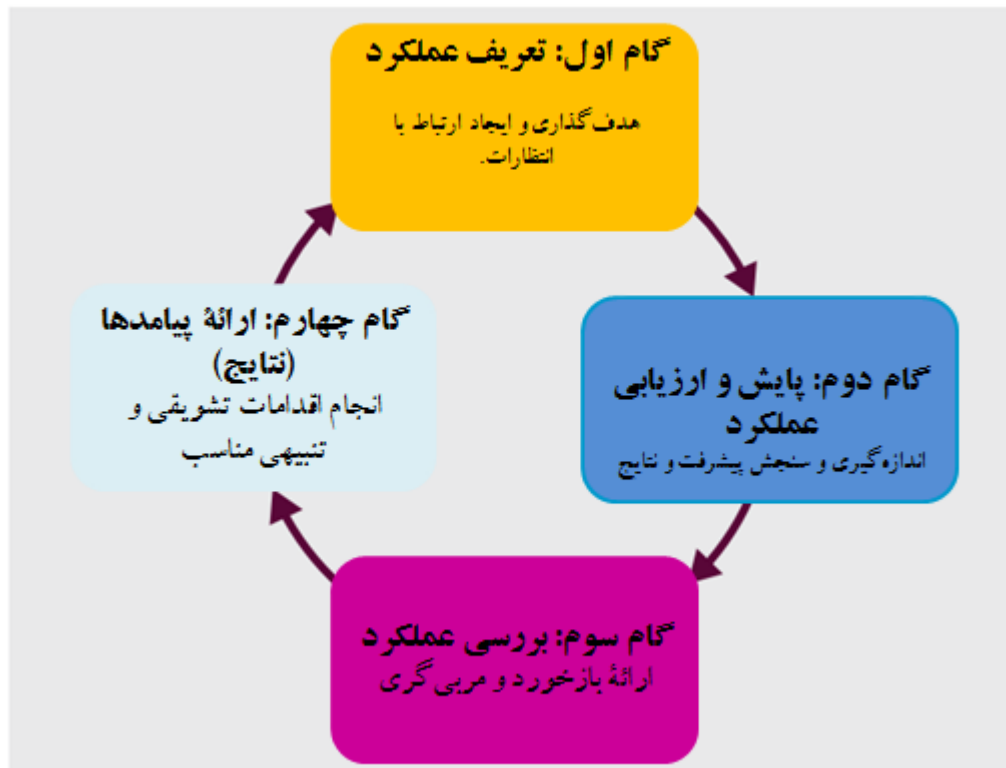 گام اول: تعریف عملکرد
هدف‌گذاری و ایجاد ارتباط با
انتظارات.
گام دوم: پایش و ارزیابی
عملکرد
اندازه‌گیری و سنجش پیشرفت و نتایج
گام سوم: بررسی عملکرد
ارائهٔ بازخورد و مربی‌گری
گام چهارم: ارائهٔ پیامدها
(نتایج)
انجام اقدامات تشویقی و
تنبیهی مناسب